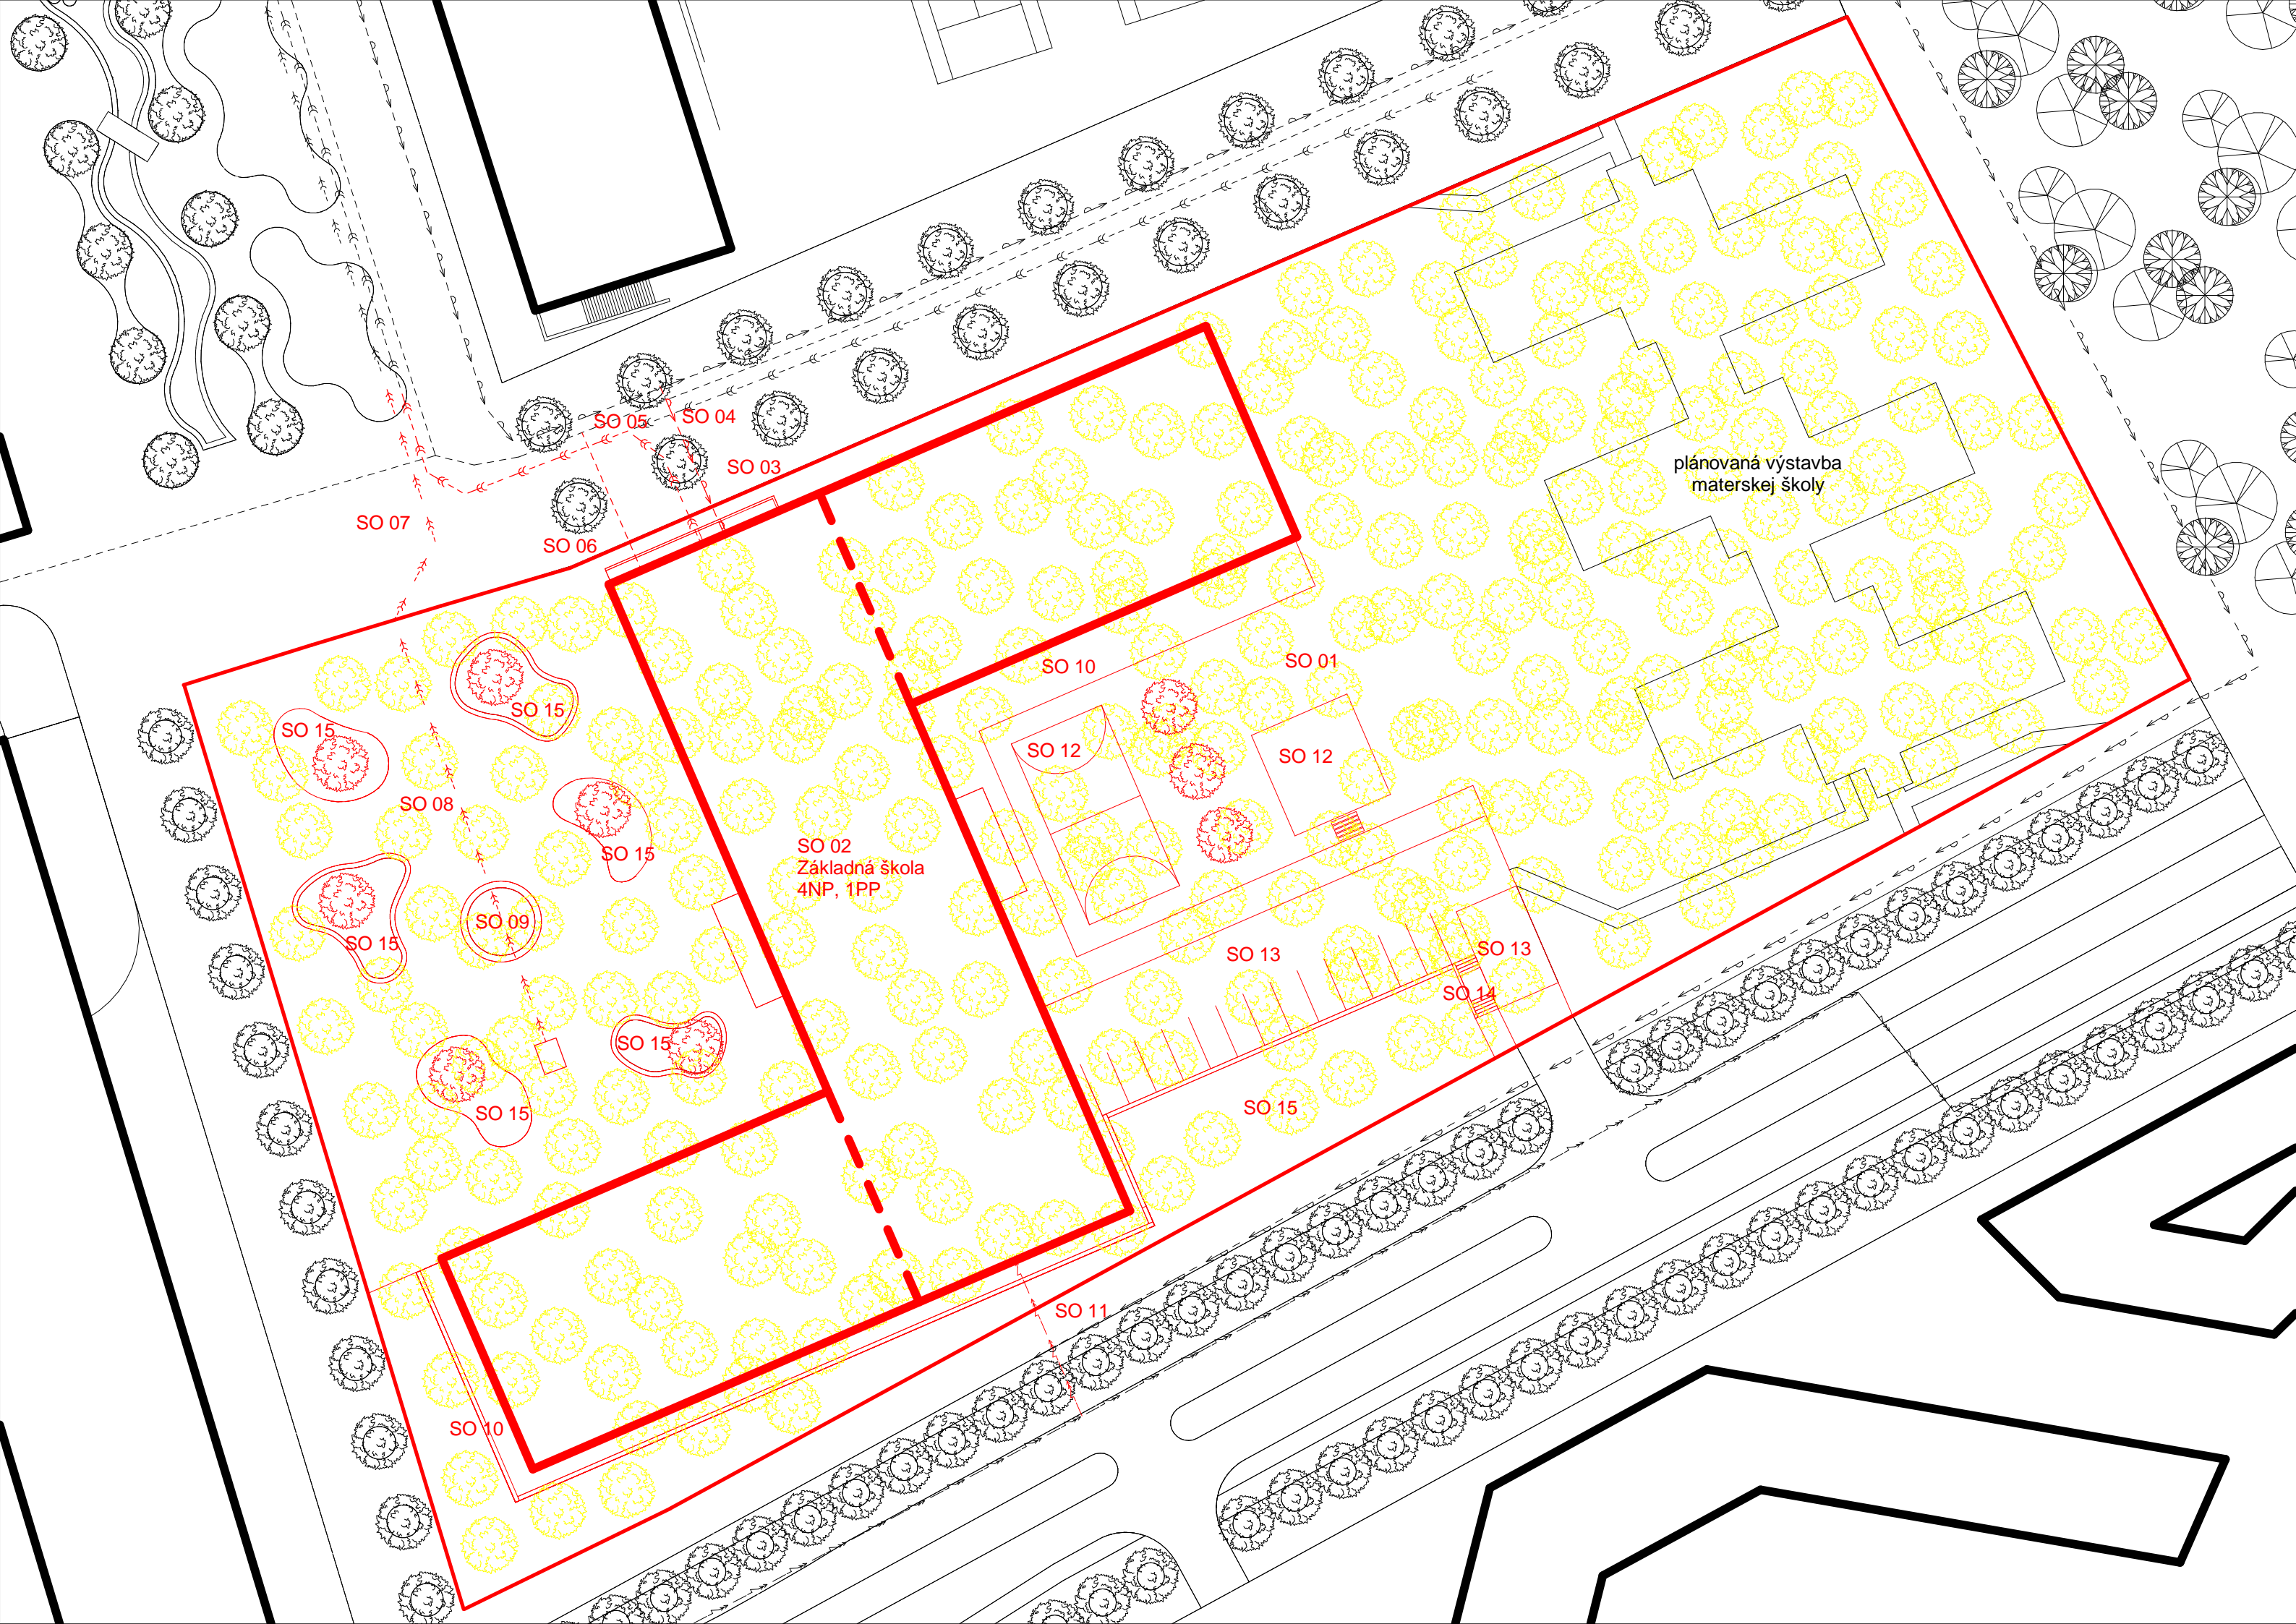 SO 05
SO 04
SO 03
plánovaná výstavba
materskej školy
SO 07
SO 06
SO 10
SO 01
SO 15
SO 15
SO 12
SO 12
SO 08
SO 15
SO 02
Základná škola
4NP, 1PP
SO 09
SO 15
SO 13
SO 13
SO 14
SO 15
SO 15
SO 15
SO 11
SO 10